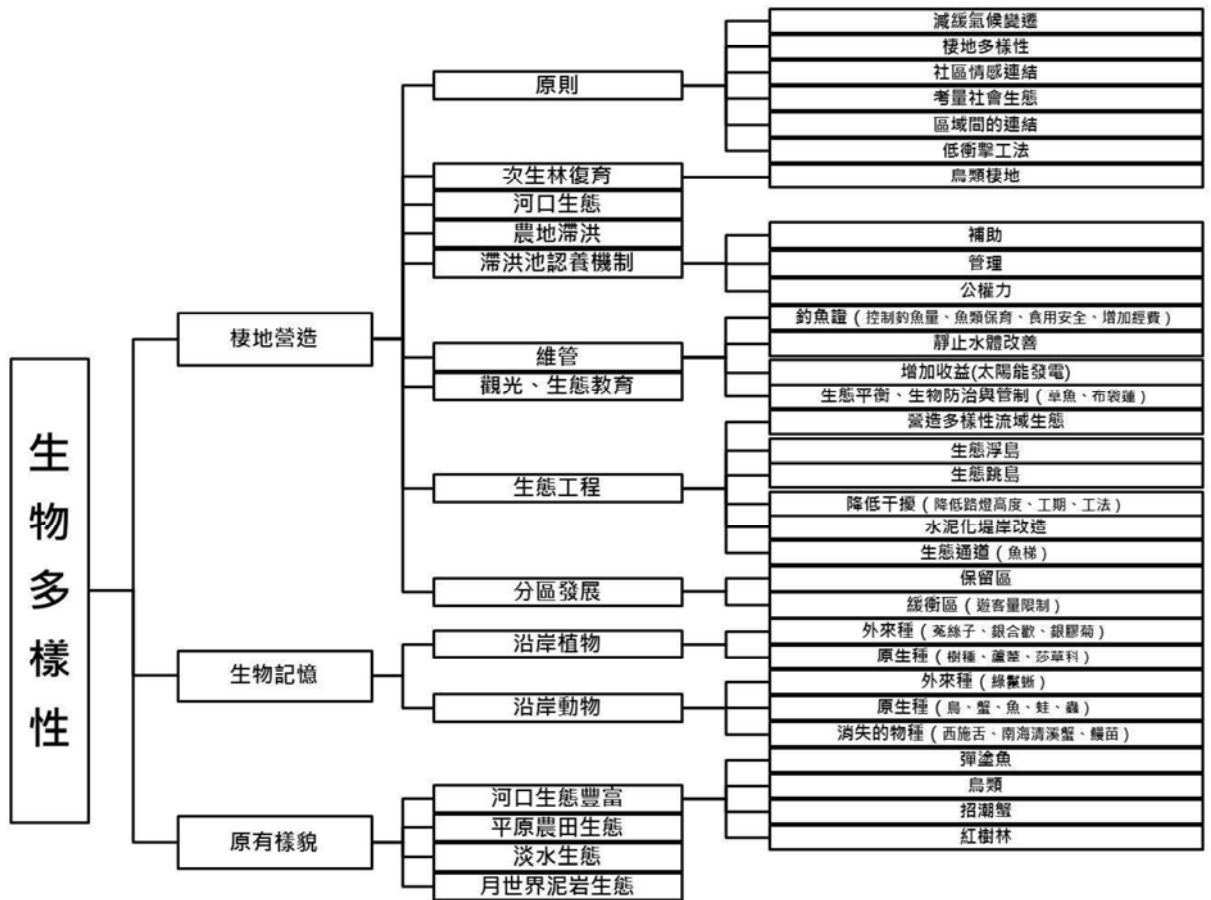 生物多樣性
棲地營造
原則
減緩氣候變遷
棲地多樣性
社區情感連結
考量社會生態
區域間的連結
低衝擊工法
次生林復育
鳥類棲地
河口生態
農地滯洪
滯洪池認養機制
補助
管理
公權力
維管
釣魚證（控制釣魚量、魚類保育、食用安全、增加經費）
靜止水體改善
增加收益(太陽能發電)
生態平衡、生物防治與管制（草魚、布袋蓮）
觀光、生態教育
生態工程
營造多樣性流域生態
生態浮島
生態跳島
降低干擾（降低路燈高度、工期、工法）
水泥化堤岸改造
生態通道（魚梯）
分區發展
保留區
緩衝區（遊客量限制）
生物記憶
沿岸植物
外來種（菟絲子、銀合歡、銀膠菊）
原生種（樹種、蘆葦、莎草科）
沿岸動物
外來種（綠鬣蜥）
原生種（鳥、蟹、魚、蛙、蟲）
消失的物種（西施舌、南海清溪蟹、鰻苗）
原有樣貌
河口生態豐富
彈塗魚
鳥類
招潮蟹
紅樹林
平原農田生態
淡水生態
月世界泥岩生態